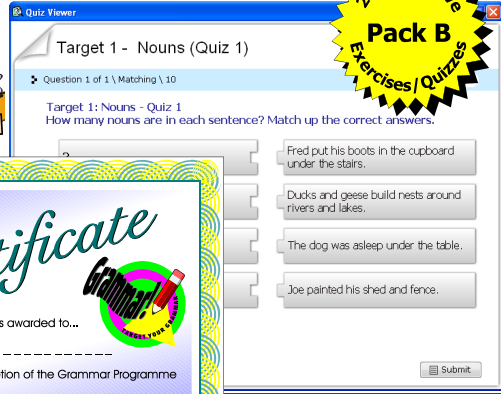 Quiz Viewer
Pack B
Exercises/Quizzes
Target 1 - Nouns (Quiz 1)
Question 1 of 1 \ Matching \ 10
Target 1: Nouns - Quiz 1
How many nouns are in each sentence? Match up the correct answers.
Fred put his boots in the cupboard
under the stairs.
Ducks and geese build nests around
rivers and lakes.
The dog was asleep under the table.
Joe painted his shed and fence.
Submit
Grammar!
TARGET YOUR GRAMMAR
awarded to...
of the Grammar Programme